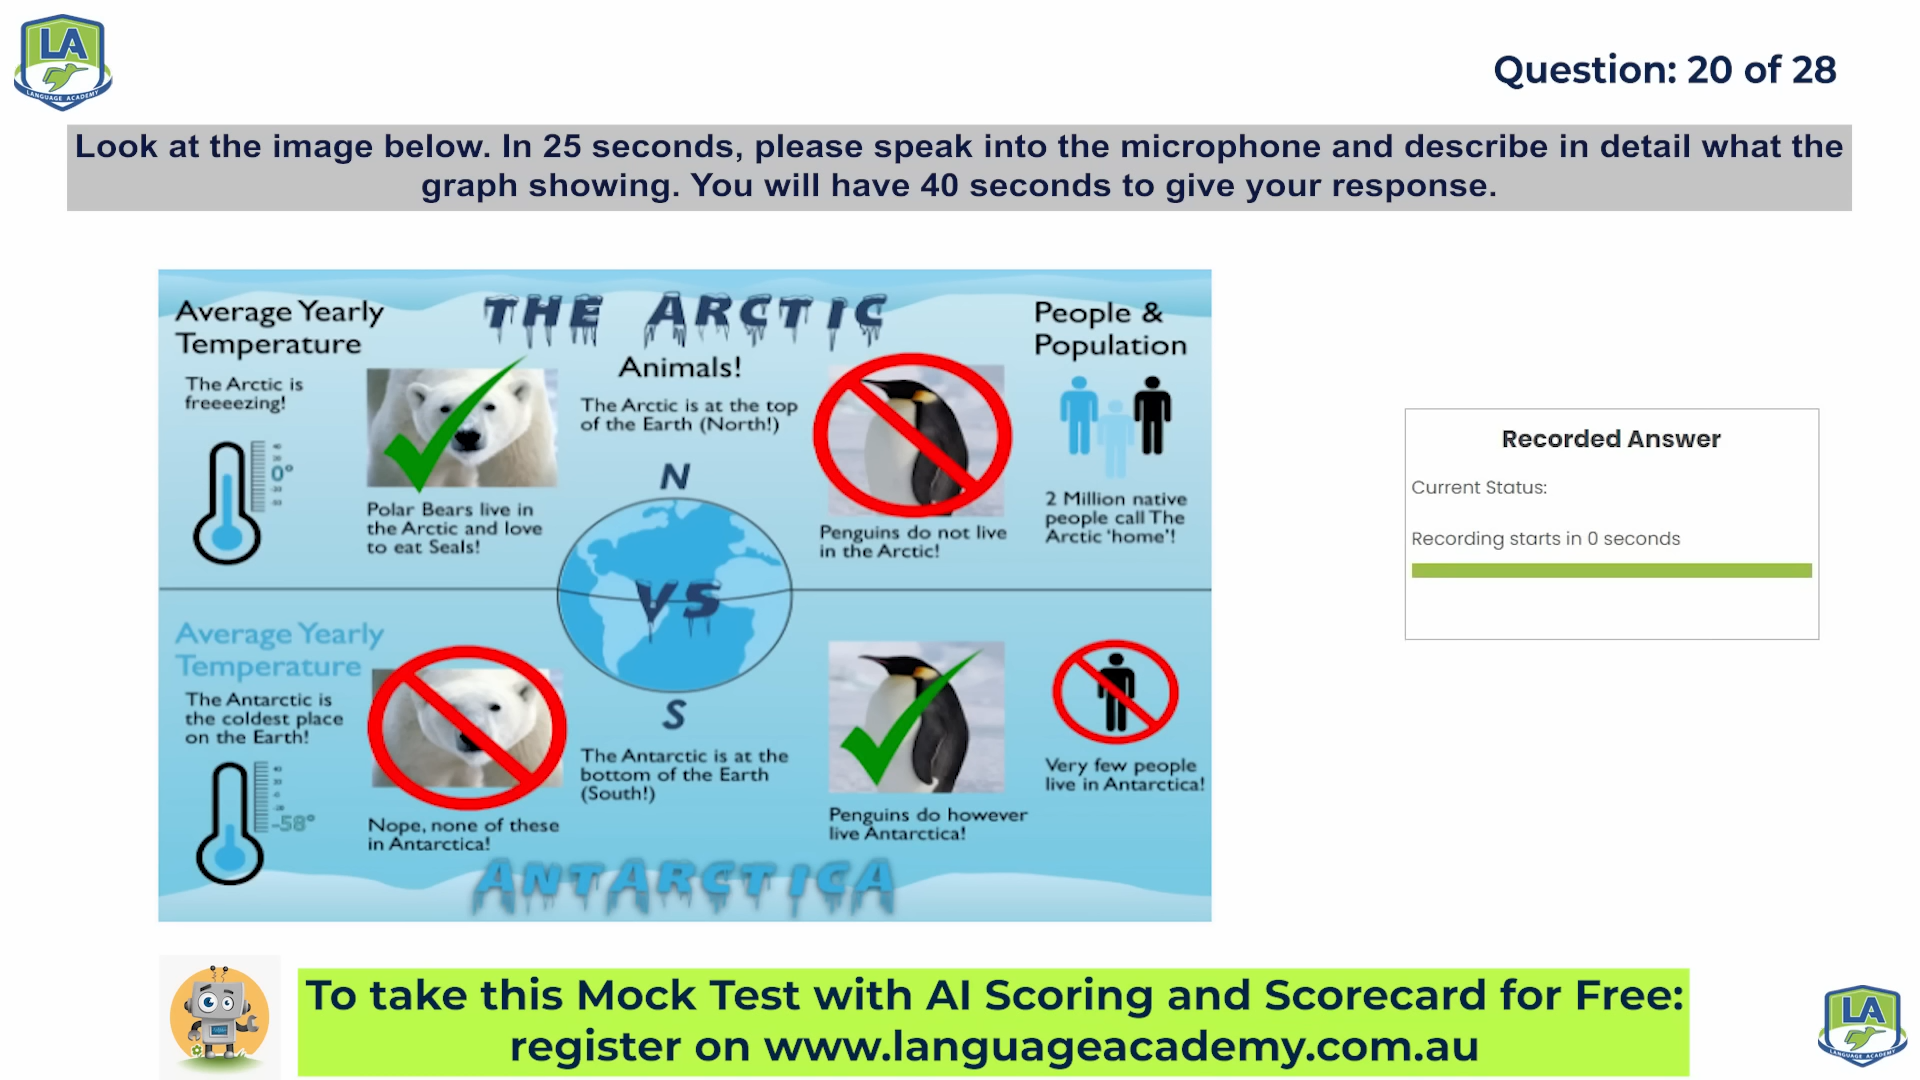 LA
LANGUAGE ACADEMY
Question: 20 of 28
Look at the image below. In 25 seconds, please speak into the microphone and describe in detail what the
graph showing. You will have 40 seconds to give your response.
THE ARCTIC
Average Yearly
Temperature
The Arctic is
freeeezing!
0°
Polar Bears live in
the Arctic and love
to eat Seals!
Animals!
The Arctic is at the top
of the Earth (North!)
N
Penguins do not live
in the Arctic!
People &
Population
2 Million native
people call The
Arctic 'home'!
VS
Average Yearly
Temperature
The Antarctic is
the coldest place
on the Earth!
-58°
Nope, none of these
in Antarctica!
S
The Antarctic is at the
bottom of the Earth
(South!)
Penguins do however
live Antarctica!
Very few people
live in Antarctica!
ANTARCTICA
Recorded Answer
Current Status:
Recording starts in 0 seconds
To take this Mock Test with AI Scoring and Scorecard for Free:
register on www.languageacademy.com.au
LA
LANGUAGE ACADEMY